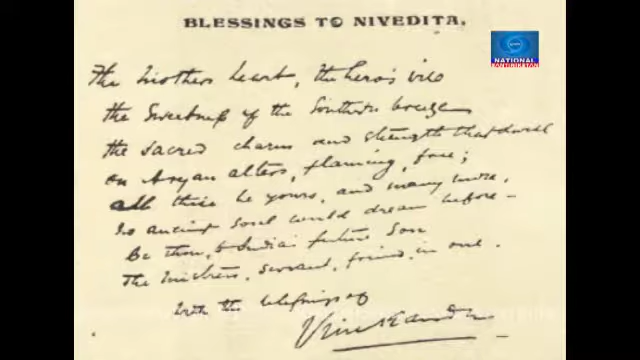 BLESSINGS TO NIVEDITA.
NATIONAL
The Mother's heart, the hero's will
the sweetness of the Southern breeze
the sacred charm and strength that dwell
on Aryan altars, flaming, free;
all these be yours, and many more,
No ancient soul could dream before –
Be thou, to India's future son
The mistress, servant, friend in one.
With the blessings of
Vivekananda